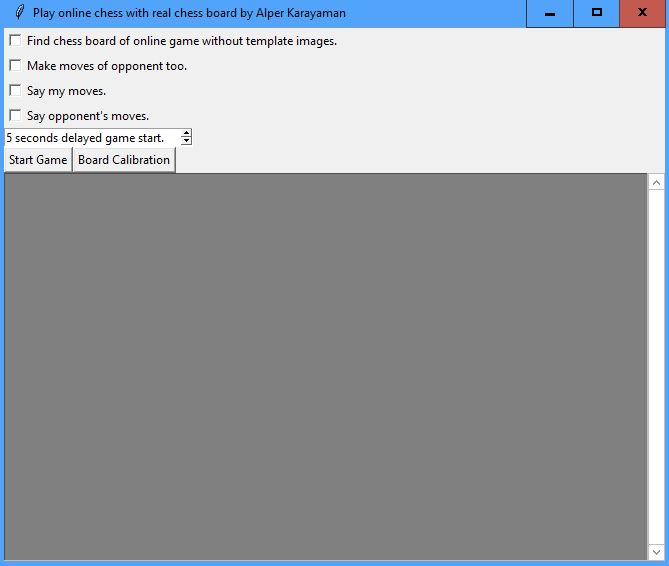 Play online chess with real chess board by Alper Karayaman
Find chess board of online game without template images.
Make moves of opponent too.
Say my moves.
Say opponent's moves.
5 seconds delayed game start.
Start Game Board Calibration